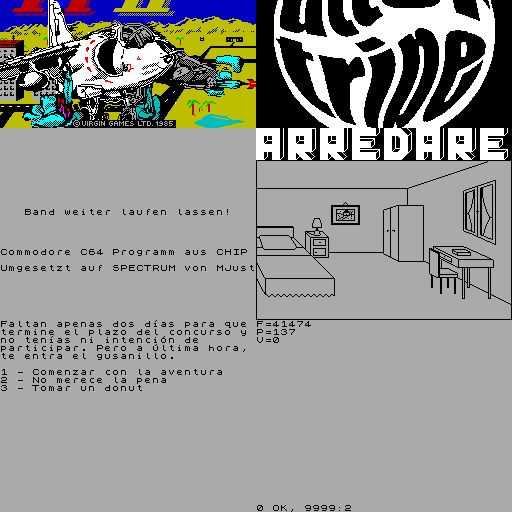 © VIRGIN GAMES LTD. 1985
tribe
ARREDARE
Band weiter laufen lassen!
Commodore C64 Programm aus CHIP
Umgesetzt auf SPECTRUM von MJust
Faltan apenas dos días para que
termine el plazo del concurso y
no tenías ni intención de
participar. Pero a última hora,
te entra el gusanillo.
1 - Comenzar con la aventura
2 - No merece la pena
3 - Tomar un donut
F=41474
P=137
V=0
0 OK, 9999:2